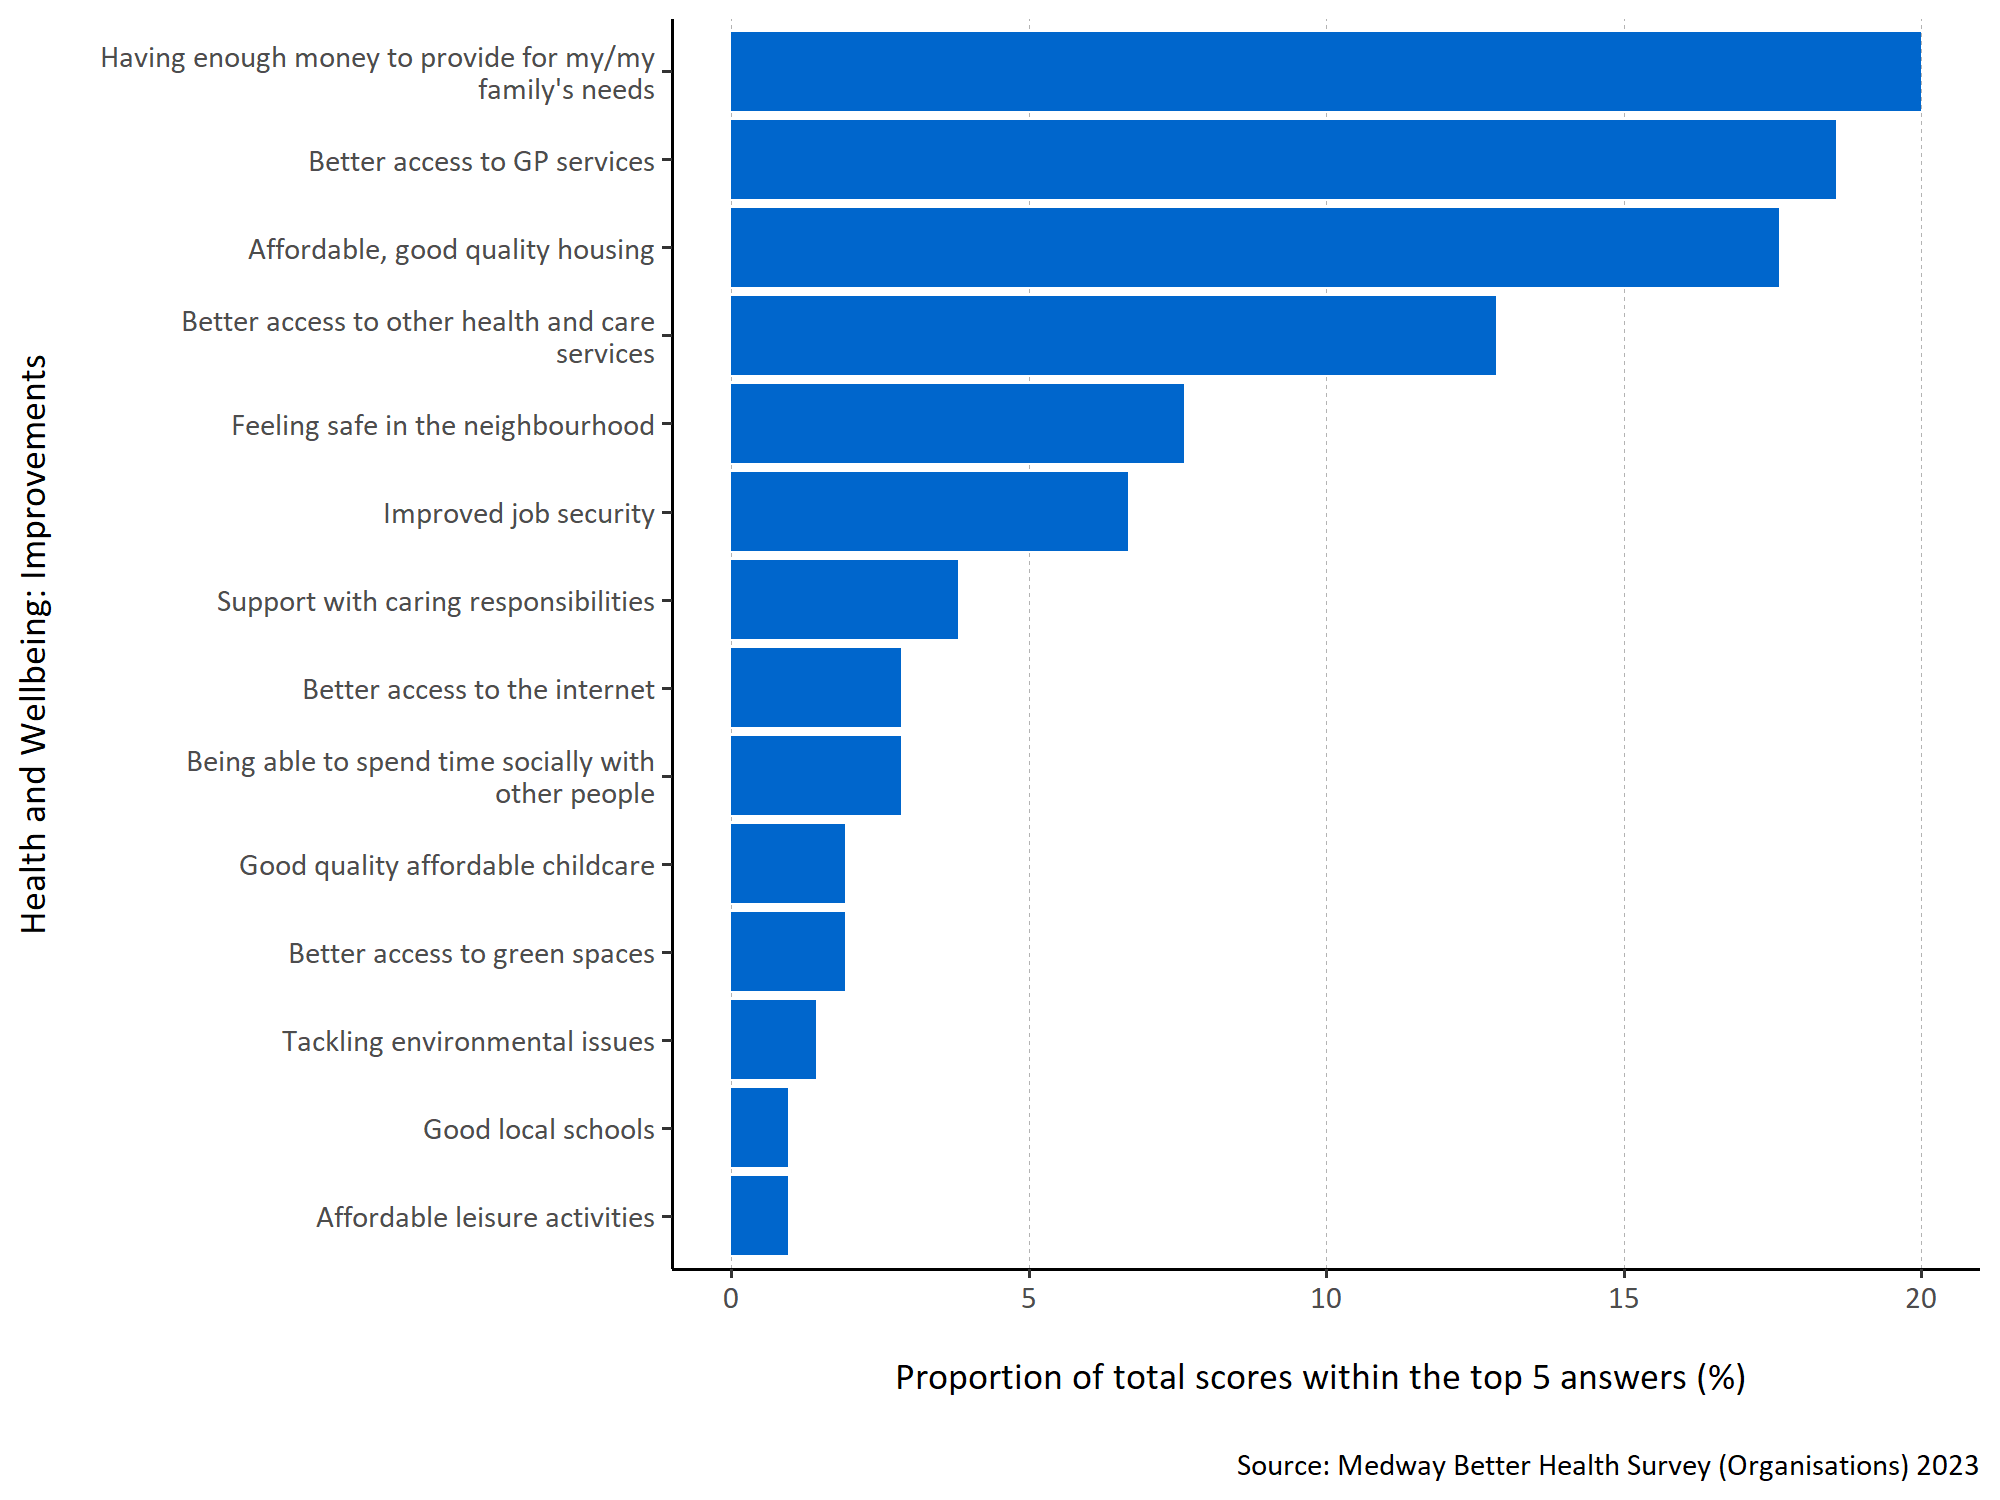 Having enough money to provide for my/my
family's needs
Better access to GP services
Affordable, good quality housing
Better access to other health and care
services
Feeling safe in the neighbourhood
Improved job security
Support with caring responsibilities
Better access to the internet
Being able to spend time socially with
other people
Good quality affordable childcare
Better access to green spaces
Tackling environmental issues
Good local schools
Affordable leisure activities
Health and Wellbeing: Improvements
0 5 10 15 20
Proportion of total scores within the top 5 answers (%)
Source: Medway Better Health Survey (Organisations) 2023